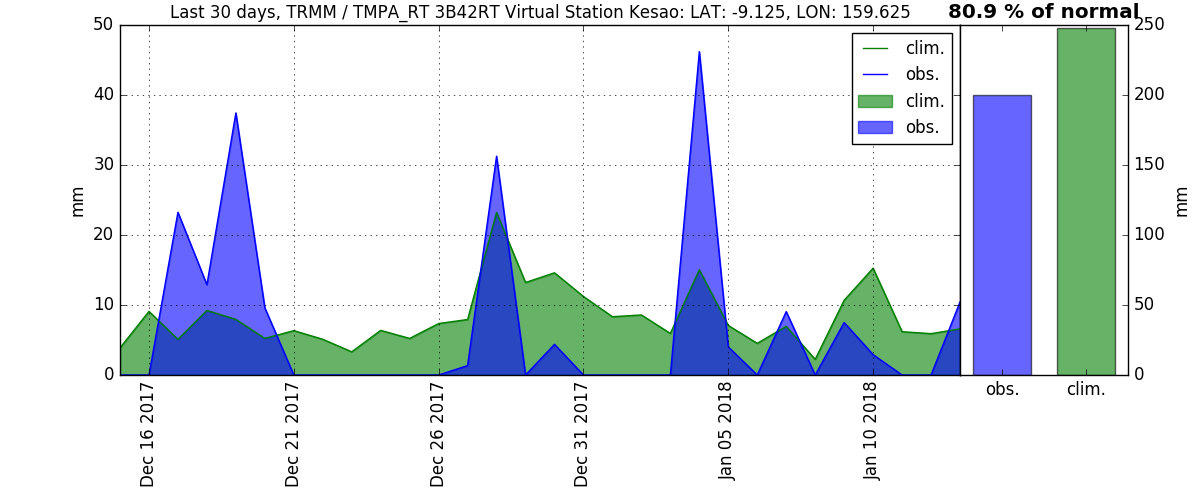 Last 30 days, TRMM / TMPA_RT 3B42RT Virtual Station Kesao: LAT: -9.125, LON: 159.625
80.9 % of normal
50
40
30
20
10
0
mm
clim.
obs.
clim.
obs.
250
200
150
100
50
0
mm
Dec 16 2017
Dec 21 2017
Dec 26 2017
Dec 31 2017
Jan 05 2018
Jan 10 2018
obs.
clim.